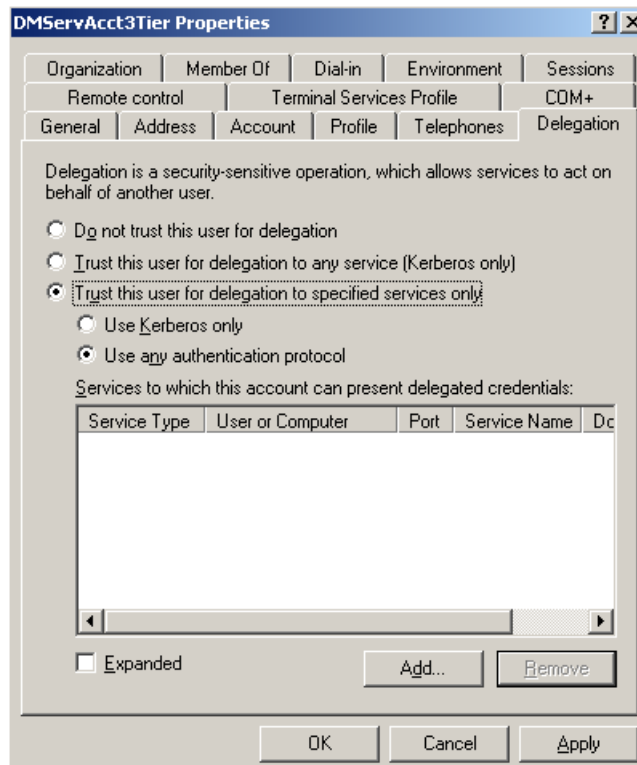 DMServAcct3Tier Properties
Organization Member Of Dial-in Environment Sessions
Remote control Terminal Services Profile COM+
General Address Account Profile Telephones Delegation
Delegation is a security-sensitive operation, which allows services to act on
behalf of another user.
Do not trust this user for delegation
Trust this user for delegation to any service (Kerberos only)
Trust this user for delegation to specified services only
Use Kerberos only
Use any authentication protocol
Services to which this account can present delegated credentials:
Service Type User or Computer Port Service Name Dc
Expanded Add... Remove
OK Cancel Apply